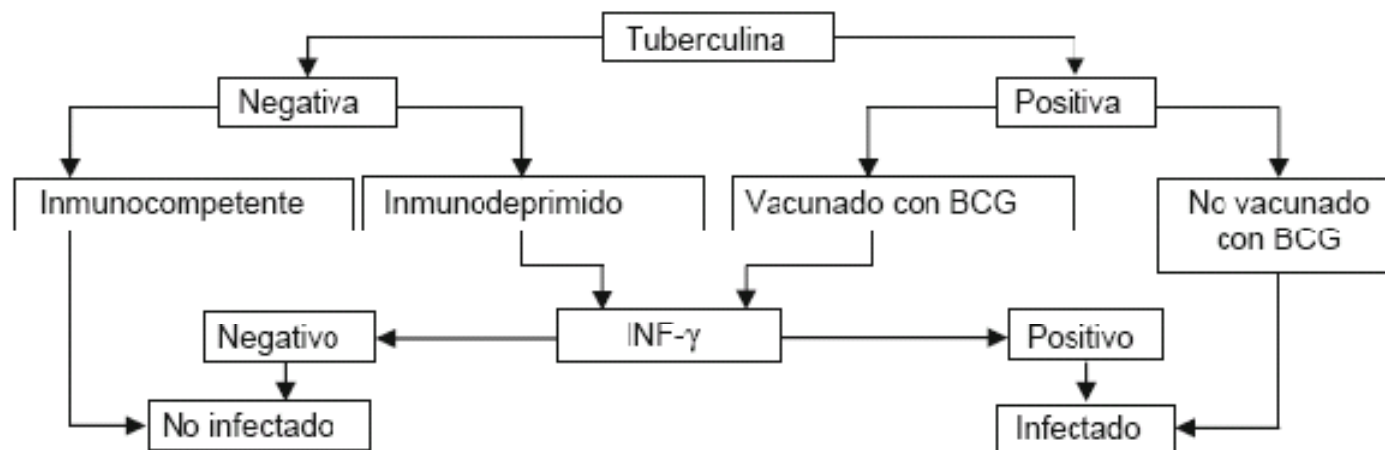 Tuberculina
Negativa
Positiva
Inmunocompetente
Inmunodeprimido
Vacunado con BCG
No vacunado
con BCG
Negativo
INF-γ
Positivo
No infectado
Infectado